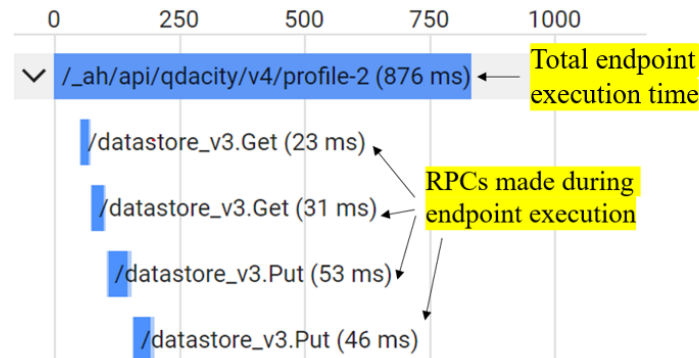 0 250 500 750 1000
/_ah/api/qdacity/v4/profile-2 (876 ms)
Total endpoint
execution time
/datastore_v3.Get (23 ms)
/datastore_v3.Get (31 ms)
RPCs made during
endpoint execution
/datastore_v3.Put (53 ms)
/datastore_v3.Put (46 ms)